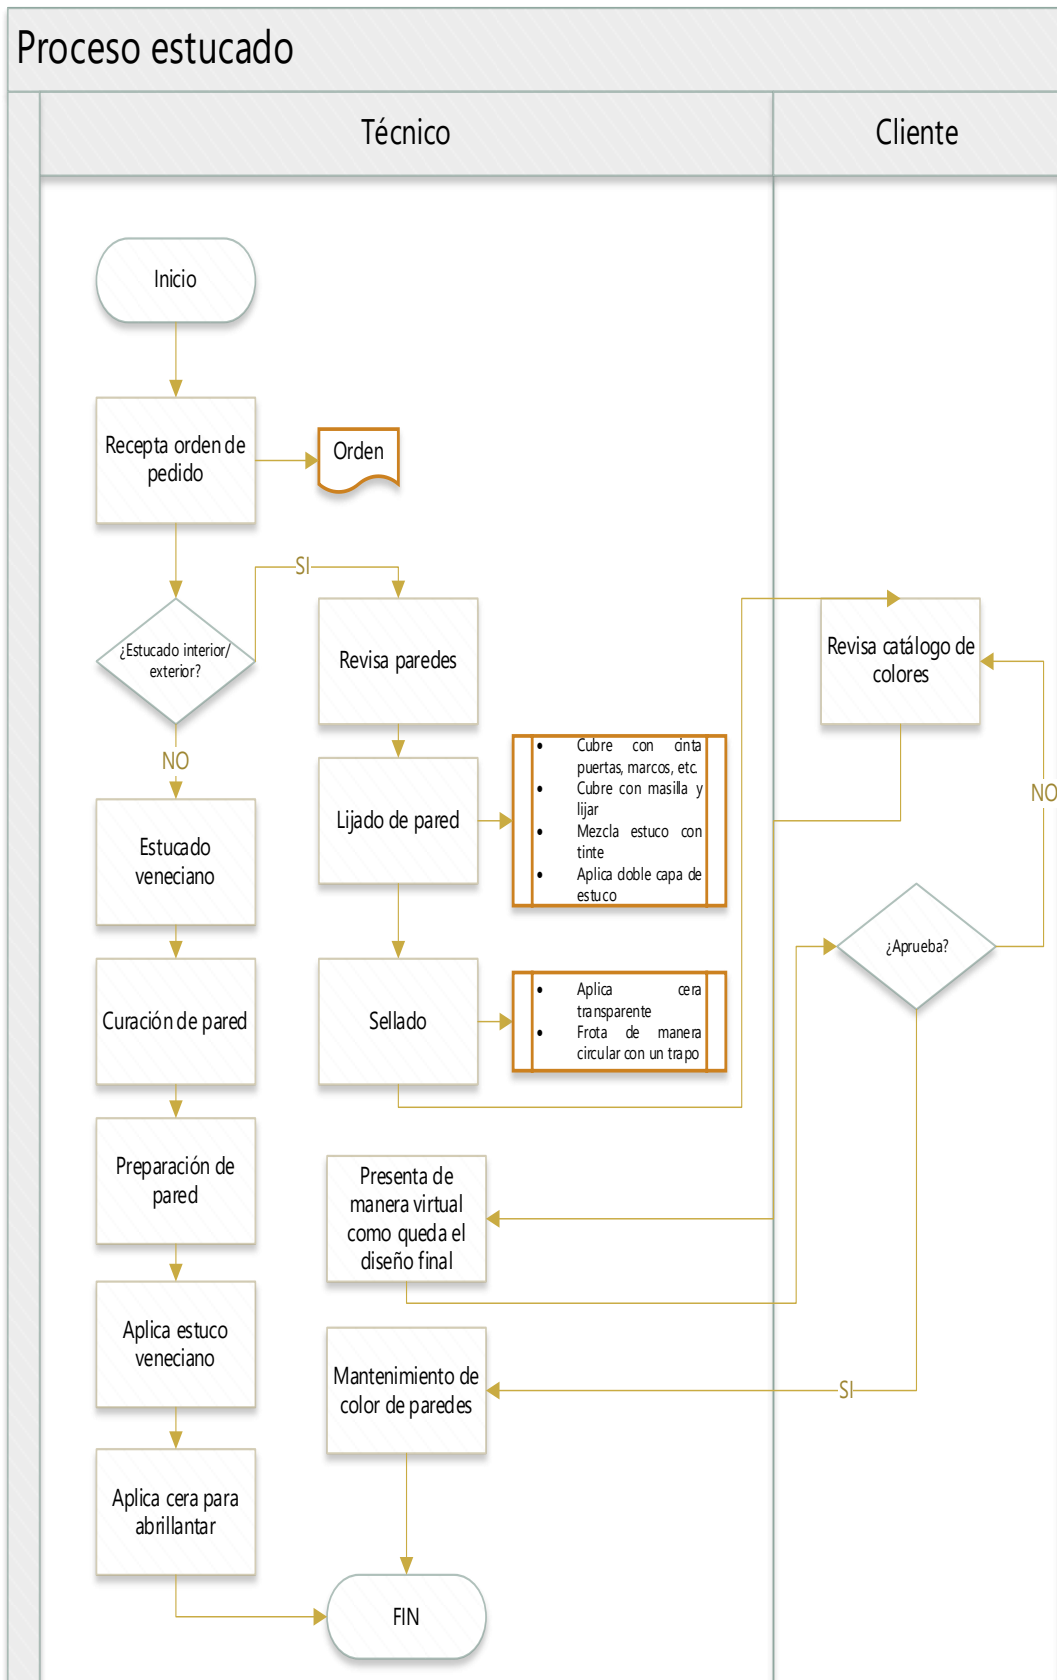 Proceso estucado
Técnico
Cliente
Inicio
Recepta orden de
pedido
Orden
SI
¿Estucado interior/
exterior?
Revisa paredes
Revisa catálogo de
colores
NO
Lijado de pared
• Cubre con cinta
puertas, marcos, etc.
• Cubre con masilla y
lijar
• Mezcla estuco con
tinte
• Aplica doble capa de
estuco
NO
Estucado
veneciano
¿Aprueba?
Curación de pared
Sellado
• Aplica cera
transparente
• Frota de manera
circular con un trapo
Preparación de
pared
Presenta de
manera virtual
como queda el
diseño final
Aplica estuco
veneciano
Mantenimiento de
color de paredes
SI
Aplica cera para
abrillantar
FIN